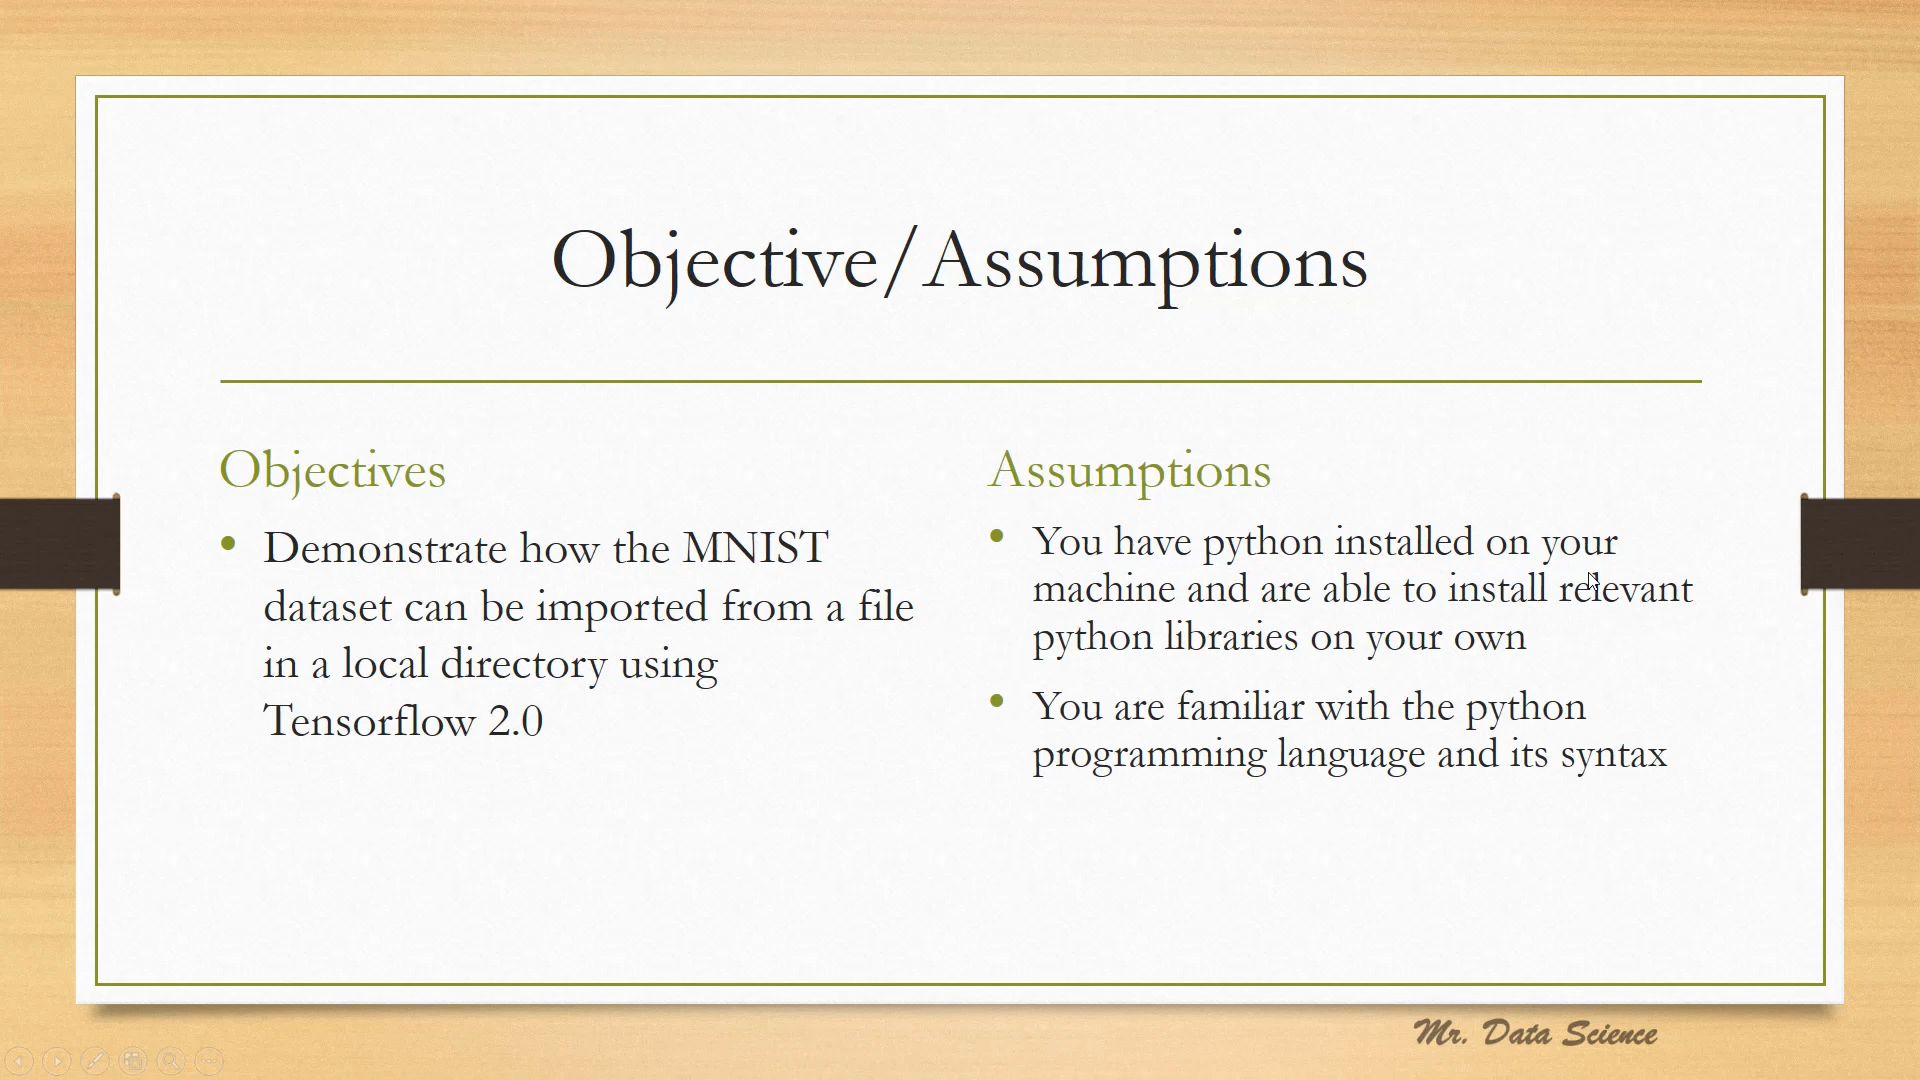 Objective/Assumptions
Objectives
• Demonstrate how the MNIST
dataset can be imported from a file
in a local directory using
Tensorflow 2.0
Assumptions
• You have python installed on your
machine and are able to install relevant
python libraries on your own
• You are familiar with the python
programming language and its syntax
Mr. Data Science